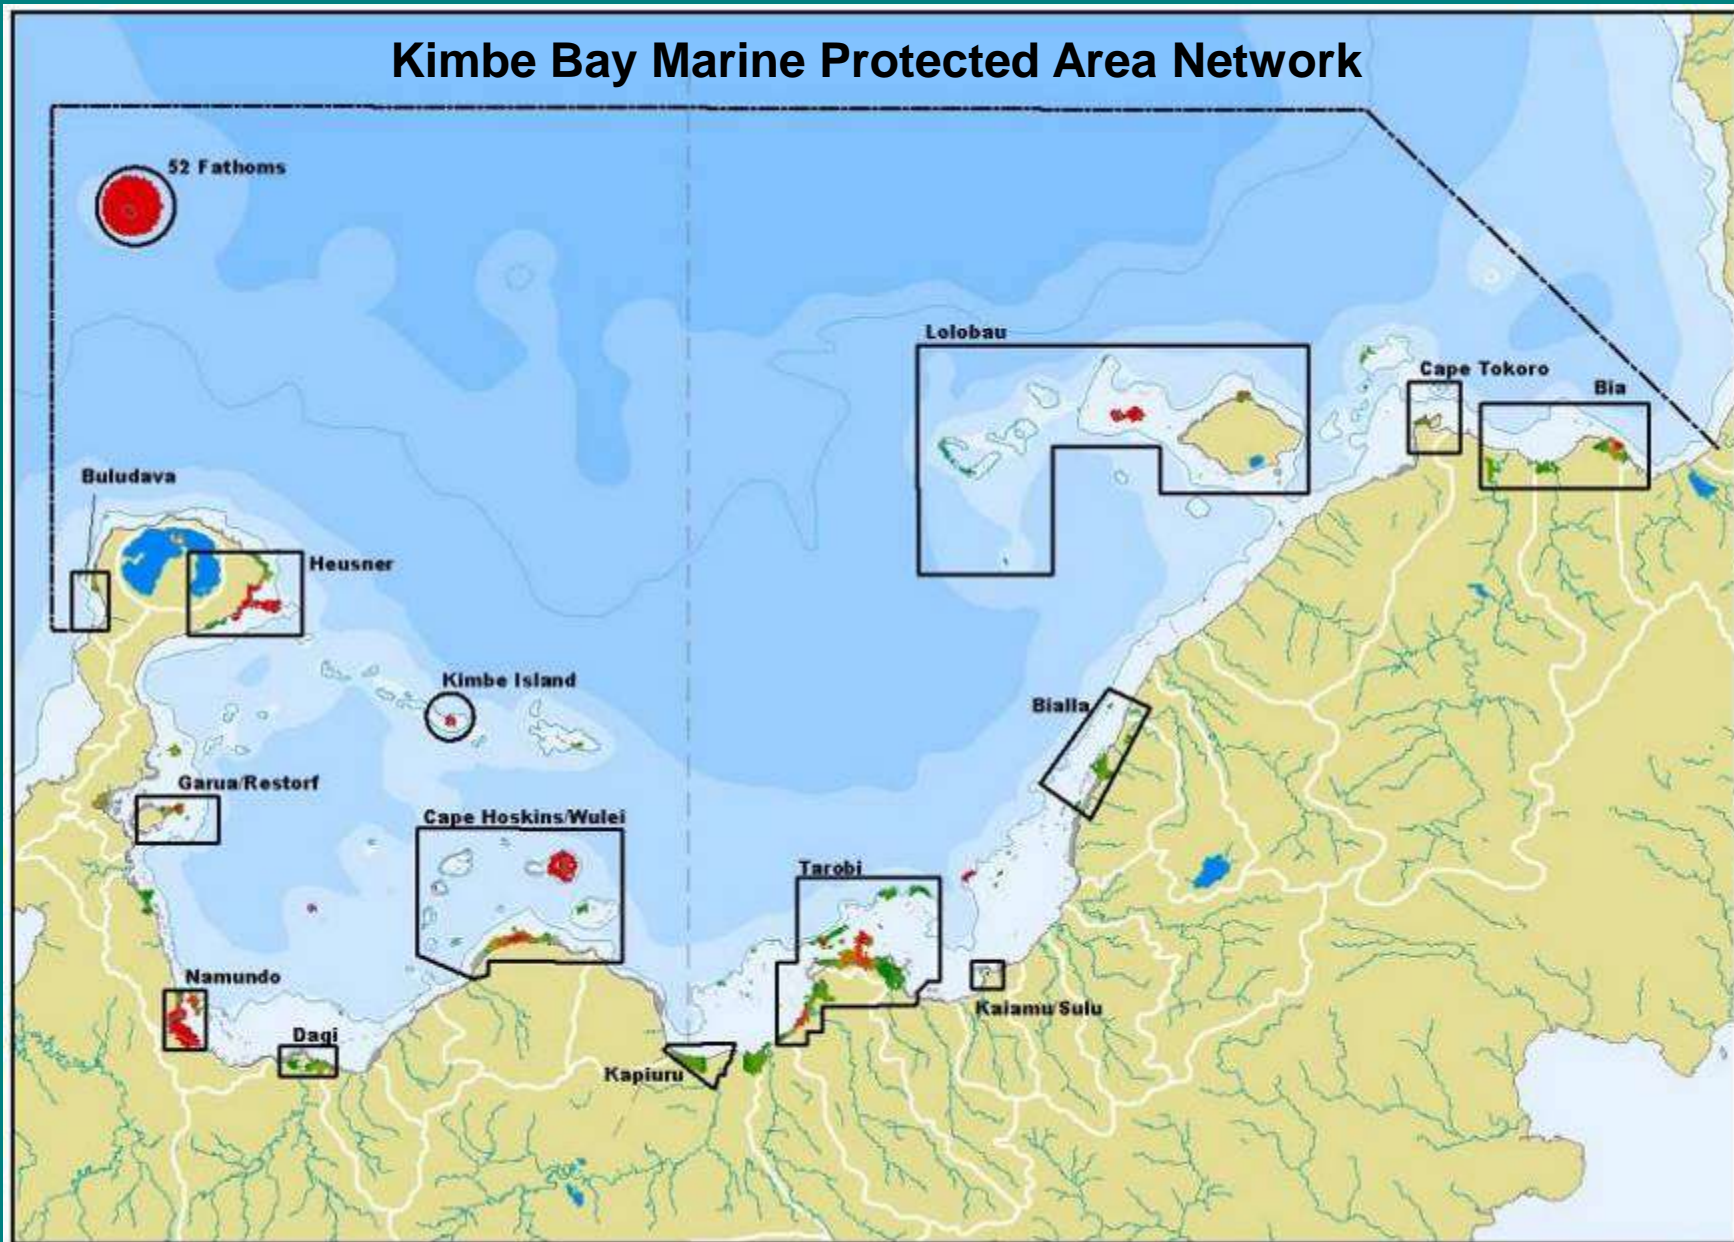 Kimbe Bay Marine Protected Area Network
52 Fathoms
Lolobau
Cape Tokoro
Bia
Buludava
Heusner
Kimbe Island
Bialla
Garua/Restorf
Cape Hoskins/Wulei
Tarobi
Namundo
Kaiamu/Sulu
Dagi
Kapiuru